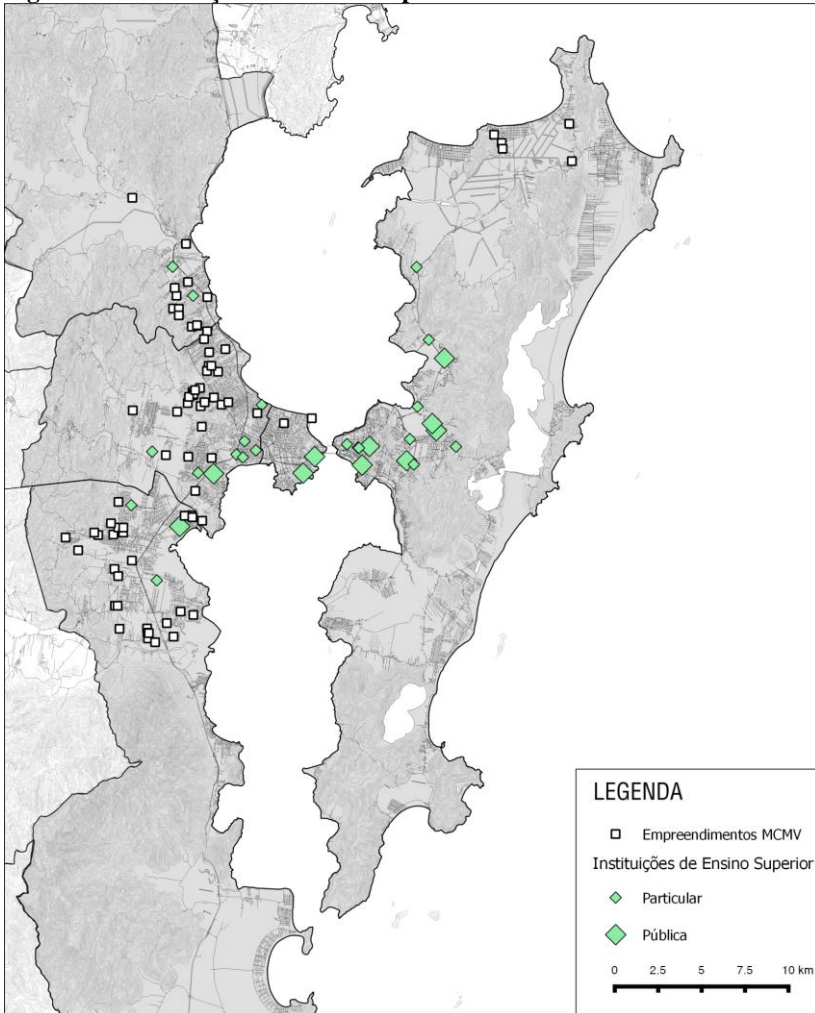 LEGENDA
Empreendimentos MCMV
Instituições de Ensino Superior
Particular
Pública
0 2.5 5 7.5 10 km